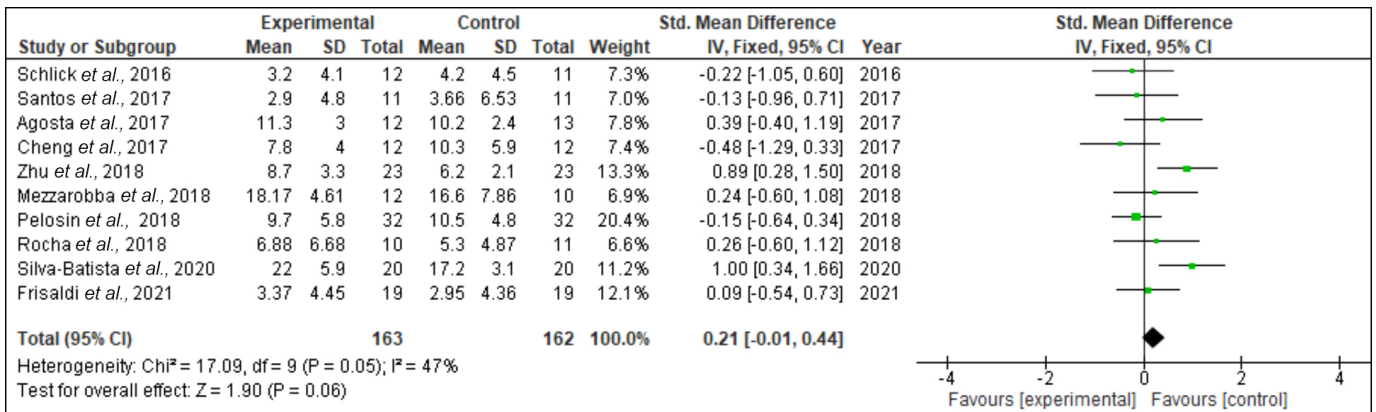 Experimental Control Std. Mean Difference Std. Mean Difference
Study or Subgroup Mean SD Total Mean SD Total Weight IV, Fixed, 95% CI Year IV, Fixed, 95% CI
Schlick et al., 2016 3.2 4.1 12 4.2 4.5 11 7.3% -0.22 [-1.05, 0.60] 2016
Santos et al., 2017 2.9 4.8 11 3.66 6.53 11 7.0% -0.13 [-0.96, 0.71] 2017
Agosta et al., 2017 11.3 3 12 10.2 2.4 13 7.8% 0.39 [-0.40, 1.19] 2017
Cheng et al., 2017 7.8 4 12 10.3 5.9 12 7.4% -0.48 [-1.29, 0.33] 2017
Zhu et al., 2018 8.7 3.3 23 6.2 2.1 23 13.3% 0.89 [0.28, 1.50] 2018
Mezzarobba et al., 2018 18.17 4.61 12 16.6 7.86 10 6.9% 0.24 [-0.60, 1.08] 2018
Pelosin et al., 2018 9.7 5.8 32 10.5 4.8 32 20.4% -0.15 [-0.64, 0.34] 2018
Rocha et al., 2018 6.88 6.68 10 5.3 4.87 11 6.6% 0.26 [-0.60, 1.12] 2018
Silva-Batista et al., 2020 22 5.9 20 17.2 3.1 20 11.2% 1.00 [0.34, 1.66] 2020
Frisaldi et al., 2021 3.37 4.45 19 2.95 4.36 19 12.1% 0.09 [-0.54, 0.73] 2021
Total (95% CI) 163 162 100.0% 0.21 [-0.01, 0.44]
Heterogeneity: Chi² = 17.09, df = 9 (P = 0.05); I² = 47%
Test for overall effect: Z = 1.90 (P = 0.06)
-4 -2 0 2 4
Favours [experimental] Favours [control]